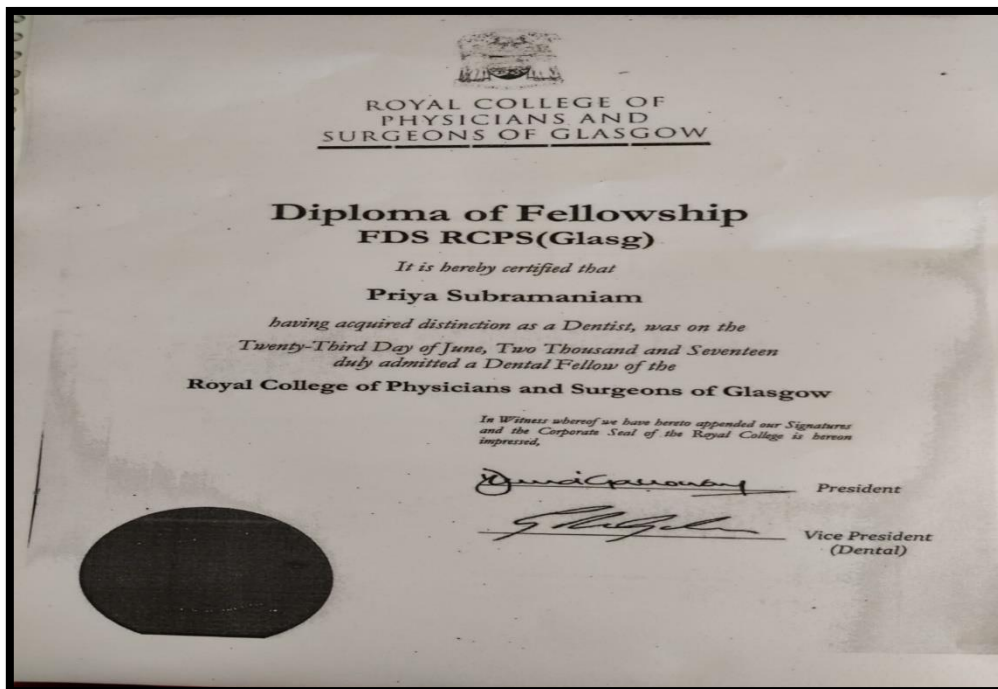 ROYAL COLLEGE OF
PHYSICIANS AND
SURGEONS OF GLASGOW
Diploma of Fellowship
FDS RCPS(Glasg)
It is hereby certified that
Priya Subramaniam
having acquired distinction as a Dentist, was on the
Twenty-Third Day of June, Two Thousand and Seventeen
duly admitted a Dental Fellow of the
Royal College of Physicians and Surgeons of Glasgow
In Witness whereof we have hereto appended our Signatures
and the Corporate Seal of the Royal College is hereon
impressed,
President
Vice President
(Dental)